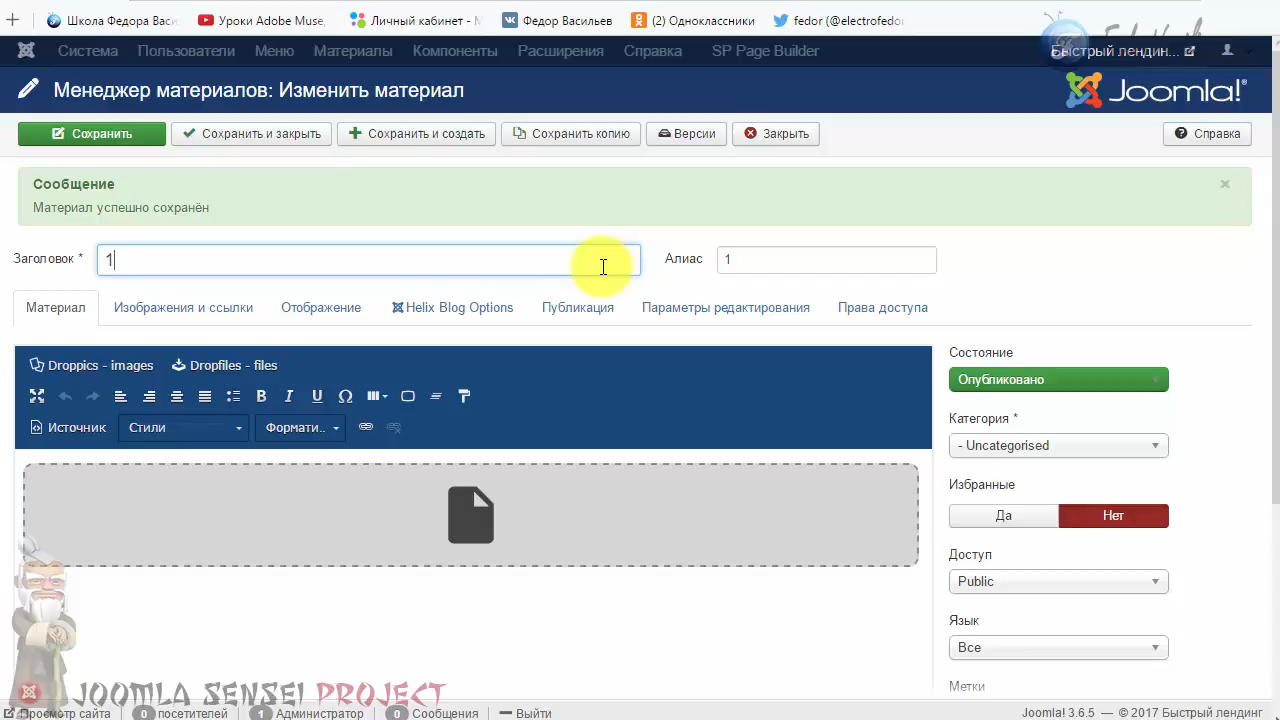 Школа Федора Вась
Уроки Adobe Muse,
Личный кабинет - М
Федор Васильев
(2) Одноклассники
fedor (@electrofedor
Система Пользователи Меню Материалы Компоненты Расширения Справка SP Page Builder
Быстрый лендин...
Менеджер материалов: Изменить материал
Joomla!®
Сохранить
Сохранить и закрыть
Сохранить и создать
Сохранить копию
Версии
Закрыть
Справка
Сообщение
×
Материал успешно сохранён
Заголовок * 1
Алиас 1
Материал Изображения и ссылки Отображение Helix Blog Options Публикация Параметры редактирования Права доступа
Droppics - images Dropfiles - files
B I U Ω
Источник Стили Формати..
Состояние
Опубликовано
Категория *
- Uncategorised
Избранные
Да Нет
Доступ
Public
Язык
Все
Метки
JOOMLA SENSEI PROJECT
Просмотр сайта 0 посетителей 1 Администратор 0 Сообщения Выйти
Joomla! 3.6.5 — © 2017 Быстрый лендинг